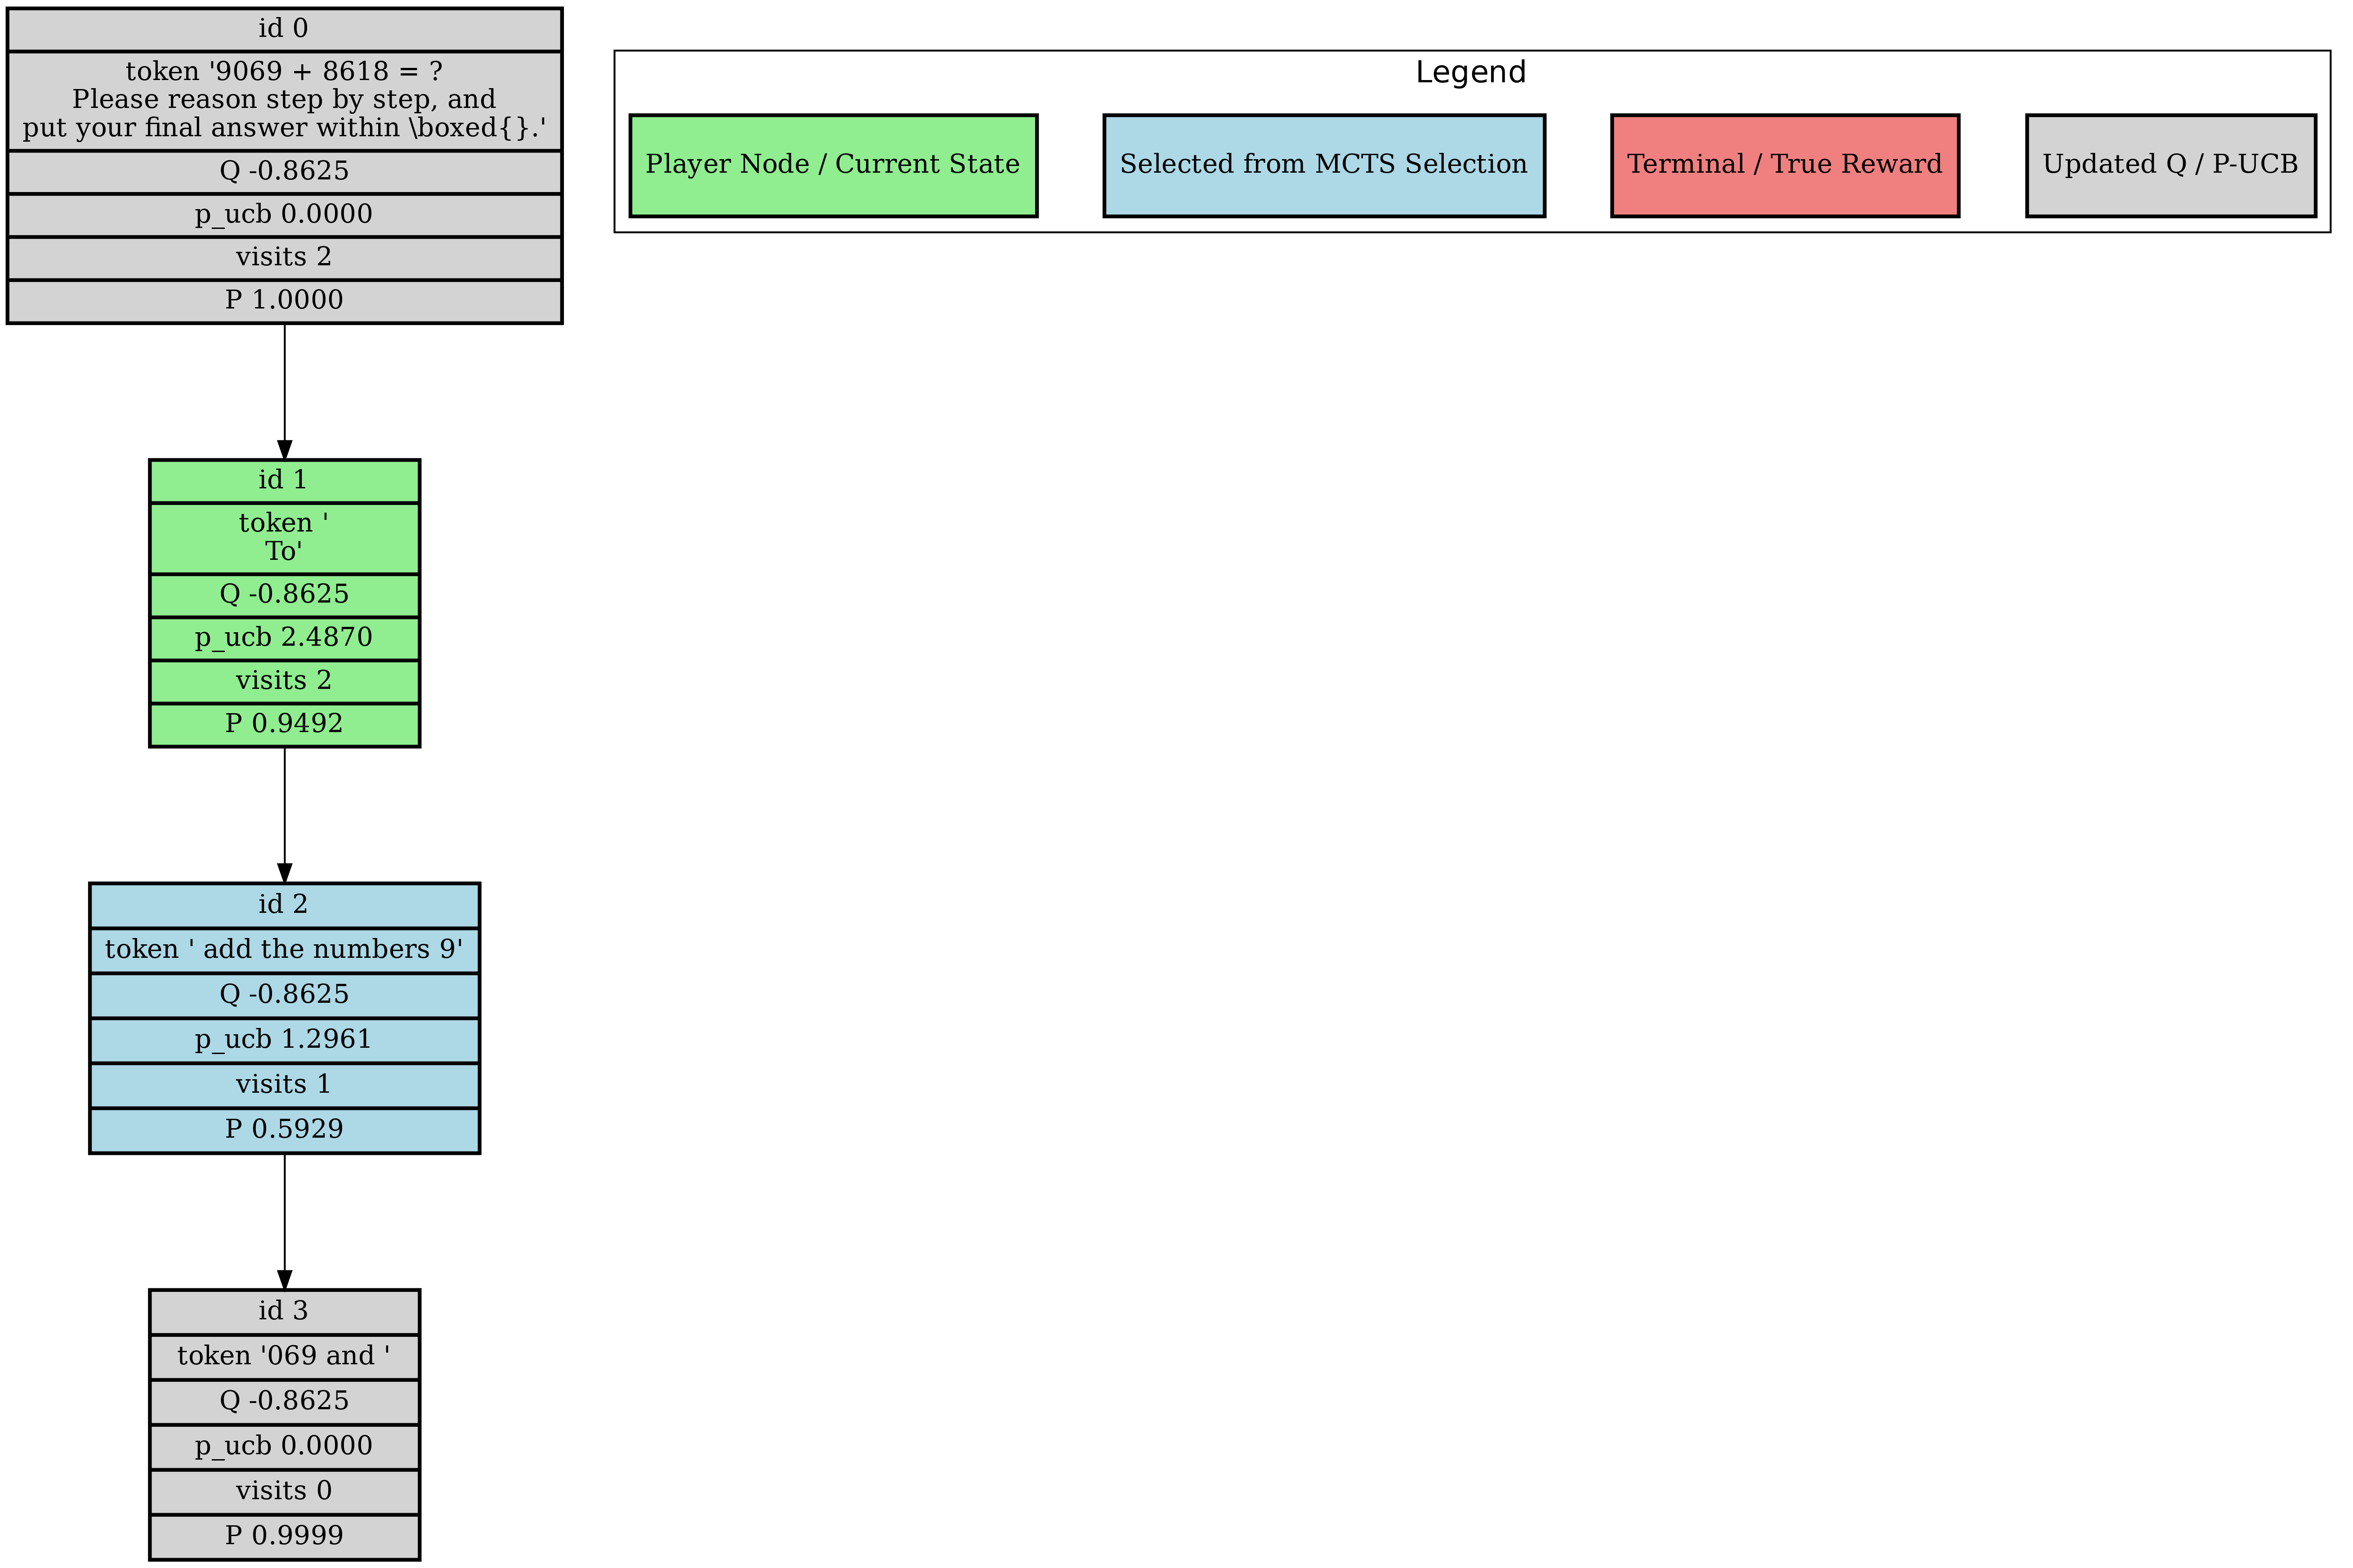 id 0
token '9069 + 8618 = ?
Please reason step by step, and
put your final answer within \boxed{}.'
Q -0.8625
p_ucb 0.0000
visits 2
P 1.0000
Legend
Player Node / Current State
Selected from MCTS Selection
Terminal / True Reward
Updated Q / P-UCB
id 1
token '
To'
Q -0.8625
p_ucb 2.4870
visits 2
P 0.9492
id 2
token ' add the numbers 9'
Q -0.8625
p_ucb 1.2961
visits 1
P 0.5929
id 3
token '069 and '
Q -0.8625
p_ucb 0.0000
visits 0
P 0.9999